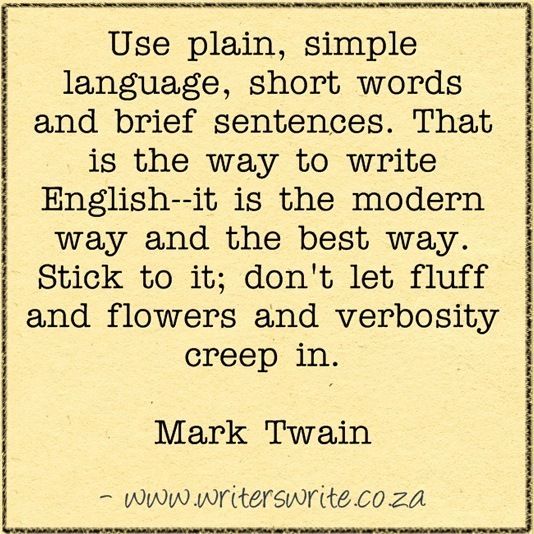 Use plain, simple
language, short words
and brief sentences. That
is the way to write
English--it is the modern
way and the best way.
Stick to it; don't let fluff
and flowers and verbosity
creep in.
Mark Twain
- www.writerswrite.co.za